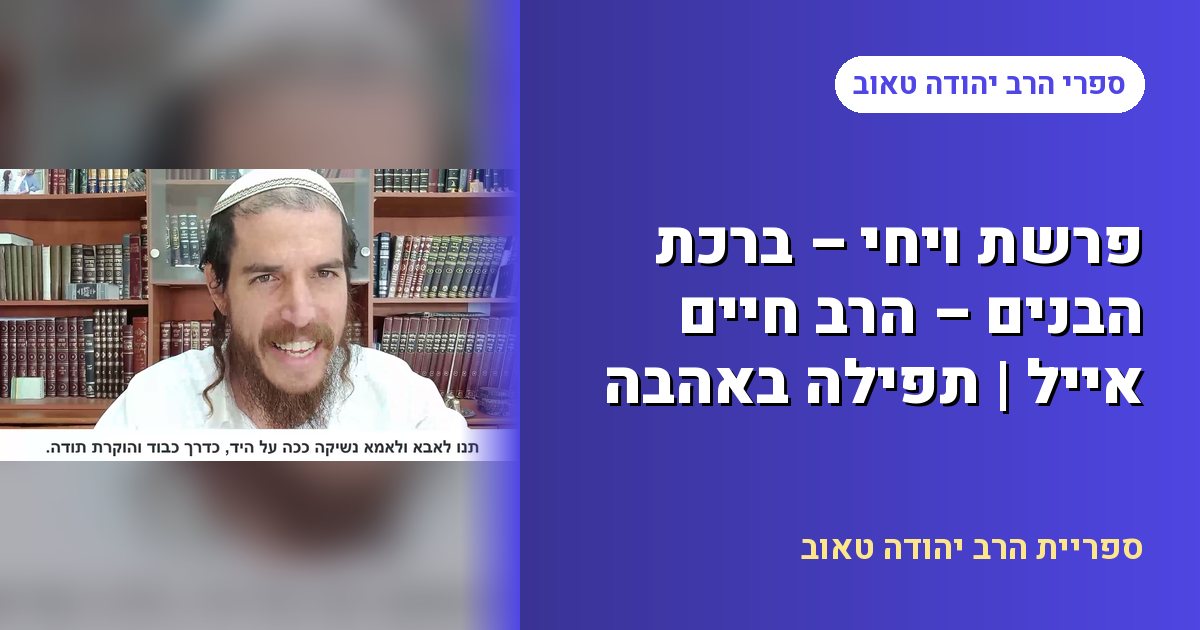 ספרי הרב יהודה טאוב
פרשת ויחי – ברכת
הבנים – הרב חיים
אייל | תפילה באהבה
תנו לאבא ולאמא נשיקה ככה על היד, כדרך כבוד והוקרת תודה.
ספריית הרב יהודה טאוב